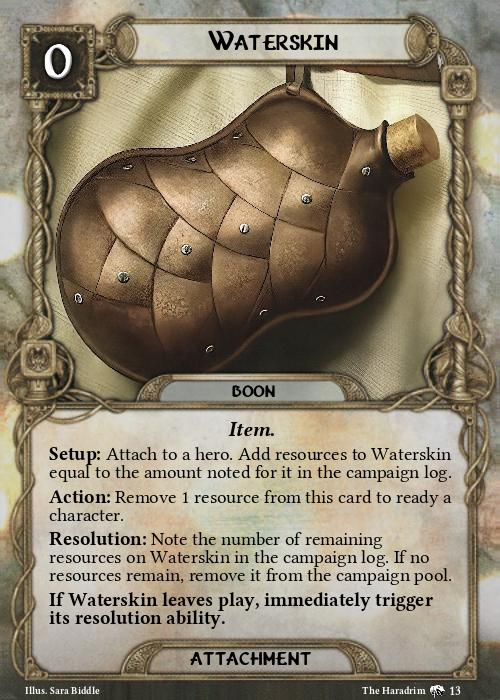 0
WATERSKIN
BOON
Item.
Setup: Attach to a hero. Add resources to Waterskin
equal to the amount noted for it in the campaign log.
Action: Remove 1 resource from this card to ready a
character.
Resolution: Note the number of remaining
resources on Waterskin in the campaign log. If no
resources remain, remove it from the campaign pool.
If Waterskin leaves play, immediately trigger
its resolution ability.
ATTACHMENT
Illus. Sara Biddle The Haradrim 13